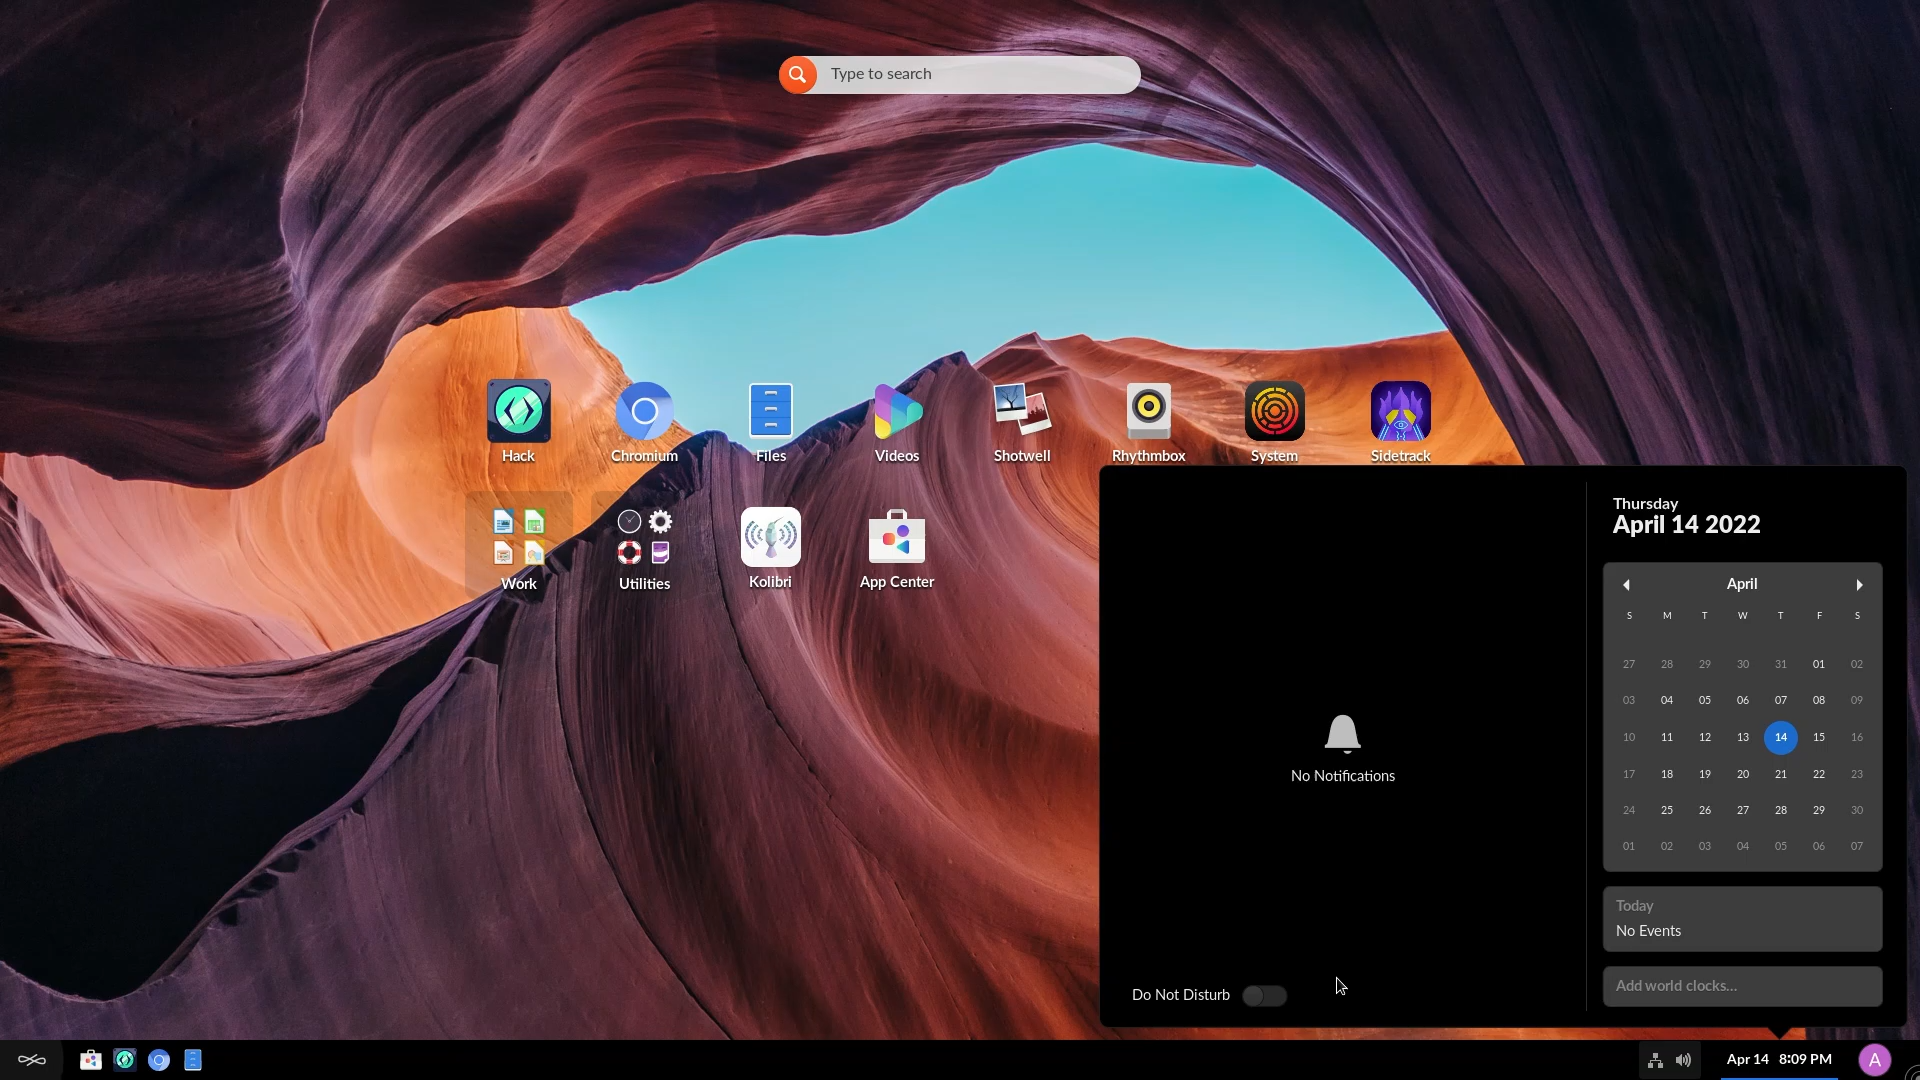 Type to search
Hack
Chromium
Files
Videos
Shotwell
Rhythmbox
System
Sidetrack
Work
Utilities
Kolibri
App Center
No Notifications
Do Not Disturb
Thursday
April 14 2022
April
S M T W T F S
27 28 29 30 31 01 02
03 04 05 06 07 08 09
10 11 12 13 14 15 16
17 18 19 20 21 22 23
24 25 26 27 28 29 30
01 02 03 04 05 06 07
Today
No Events
Add world clocks...
Apr 14 8:09 PM
A